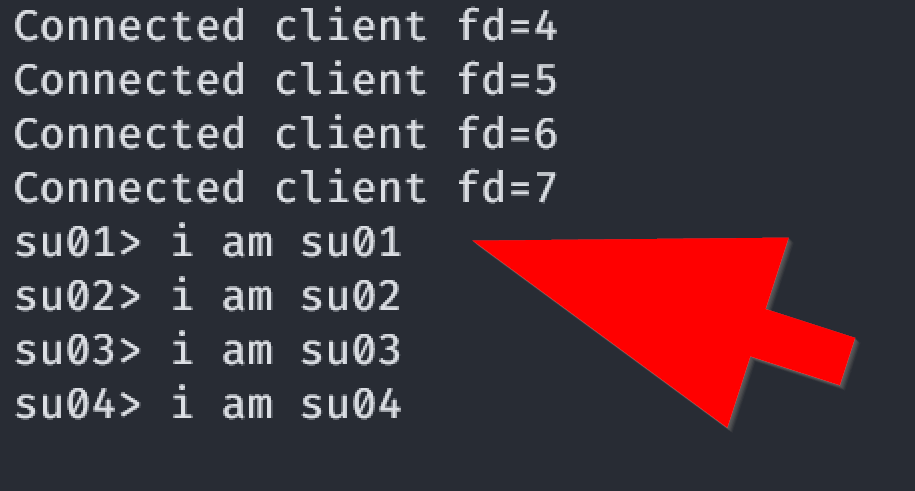 Connected client fd=4
Connected client fd=5
Connected client fd=6
Connected client fd=7
su01> i am su01
su02> i am su02
su03> i am su03
su04> i am su04